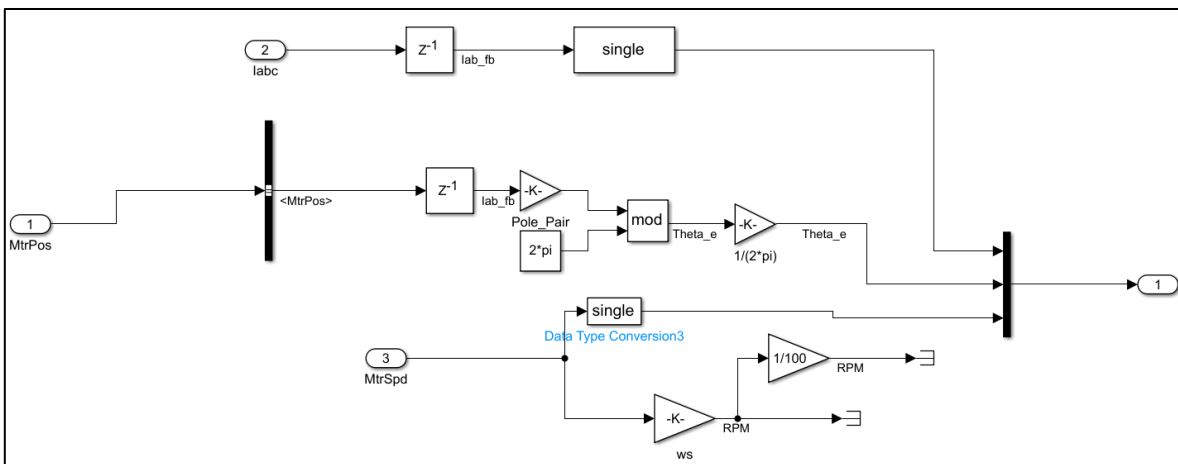 2
Iabc
z-1
Iab_fb
single
1
MtrPos
<MtrPos>
z-1
Iab_fb
-K-
Pole_Pair
2*pi
mod
Theta_e
-K-
1/(2*pi)
Theta_e
1
single
Data Type Conversion3
3
MtrSpd
-K-
ws
RPM
1/100
RPM